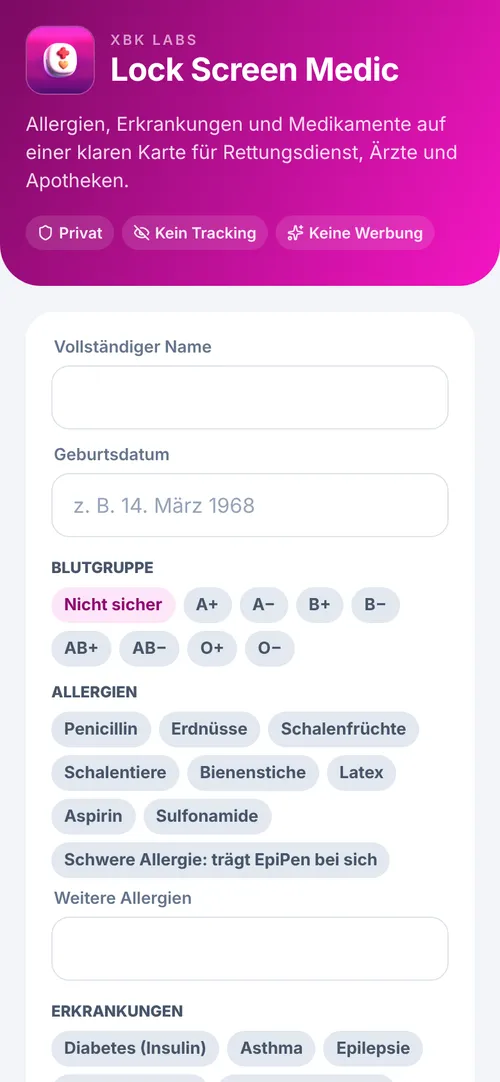 XBK LABS
Lock Screen Medic
Allergien, Erkrankungen und Medikamente auf
einer klaren Karte für Rettungsdienst, Ärzte und
Apotheken.
Privat Kein Tracking Keine Werbung
Vollständiger Name
Geburtsdatum
z. B. 14. März 1968
BLUTGRUPPE
Nicht sicher A+ A− B+ B−
AB+ AB− O+ O−
ALLERGIEN
Penicillin Erdnüsse Schalenfrüchte
Schalentiere Bienenstiche Latex
Aspirin Sulfonamide
Schwere Allergie: trägt EpiPen bei sich
Weitere Allergien
ERKRANKUNGEN
Diabetes (Insulin) Asthma Epilepsie